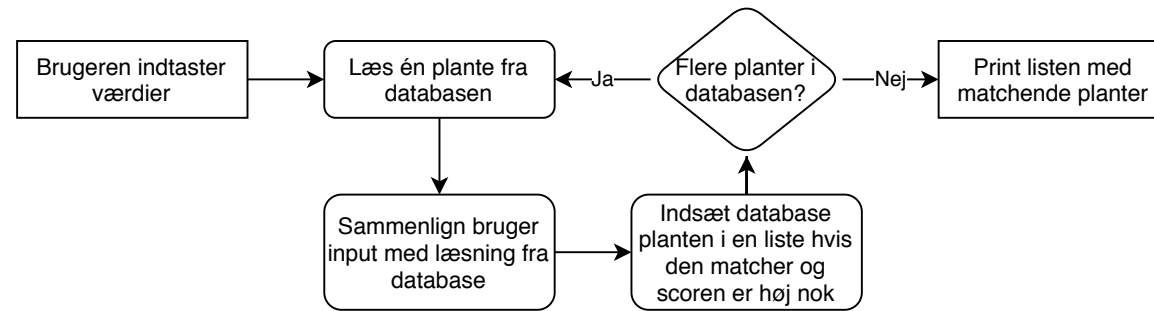 Brugeren indtaster
værdier
Læs én plante fra
databasen
Ja
Flere planter i
databasen?
Nej
Print listen med
matchende planter
Sammenlign bruger
input med læsning fra
database
Indsæt database
planten i en liste hvis
den matcher og
scoren er høj nok